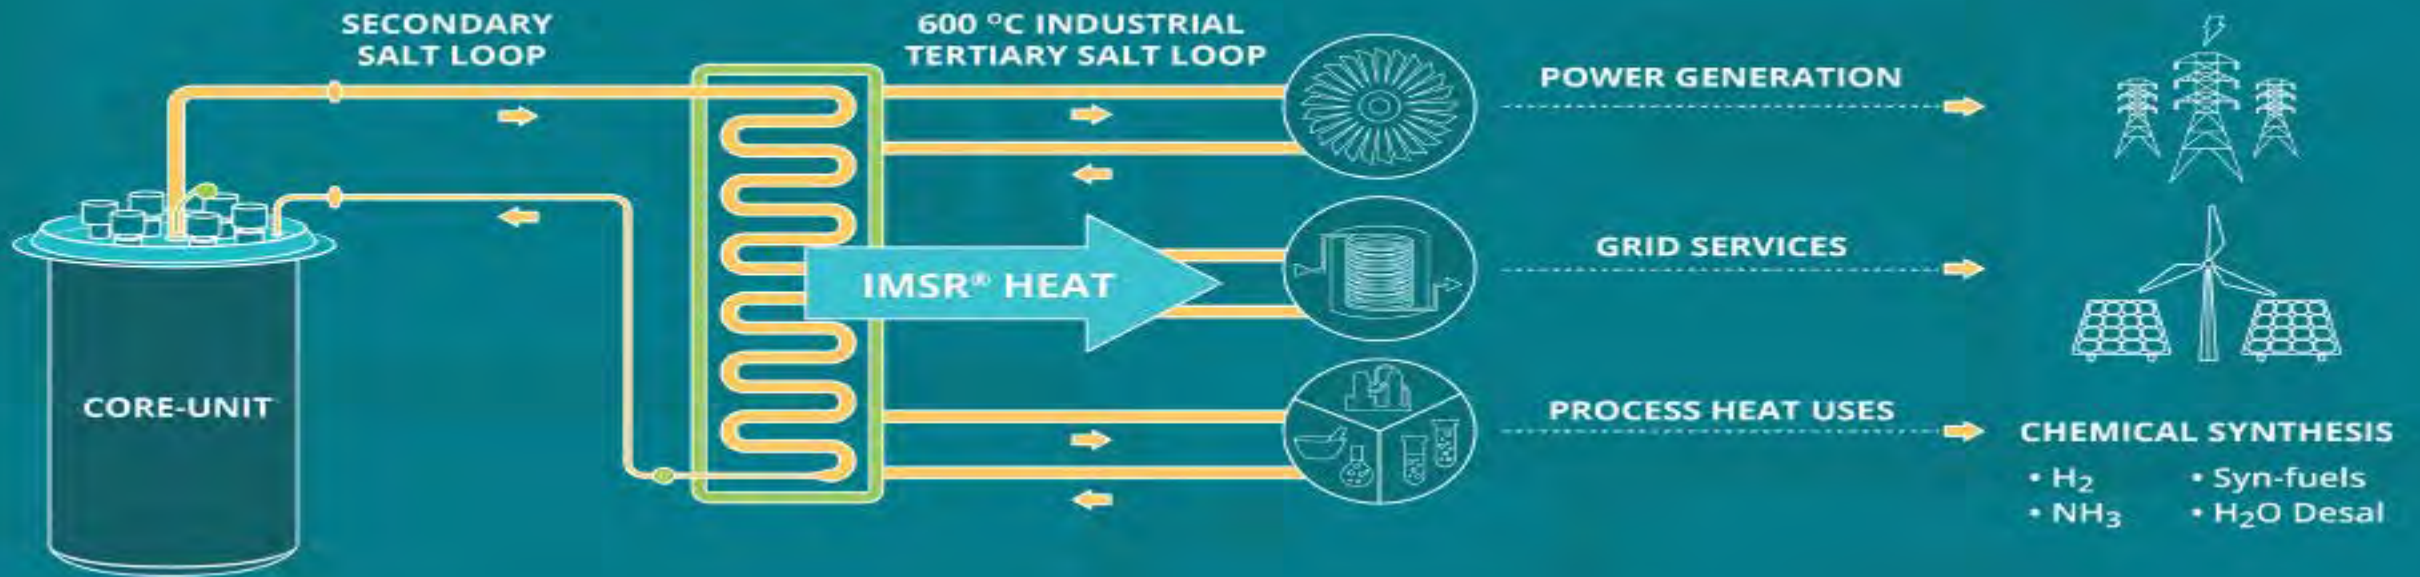 SECONDARY
SALT LOOP
600 °C INDUSTRIAL
TERTIARY SALT LOOP
POWER GENERATION
GRID SERVICES
IMSR® HEAT
CORE-UNIT
PROCESS HEAT USES
CHEMICAL SYNTHESIS
• H₂
• Syn-fuels
• NH₃
• H₂O Desal